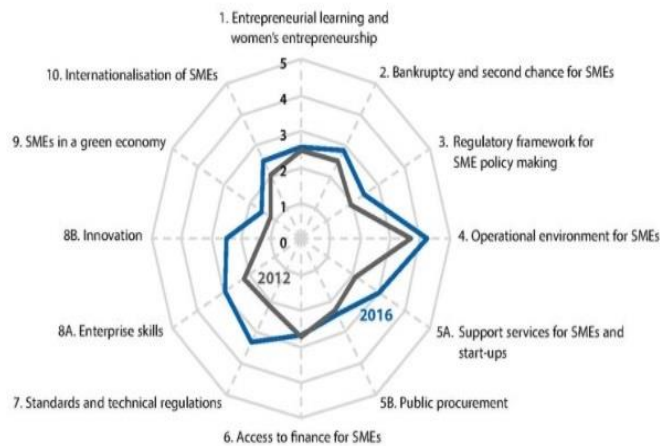 1. Entrepreneurial learning and
women's entrepreneurship
2. Bankruptcy and second chance for SMEs
3. Regulatory framework for
SME policy making
4. Operational environment for SMEs
5A. Support services for SMEs and
start-ups
5B. Public procurement
6. Access to finance for SMEs
7. Standards and technical regulations
8A. Enterprise skills
8B. Innovation
9. SMEs in a green economy
10. Internationalisation of SMEs
5
4
3
2
1
0
2012
2016